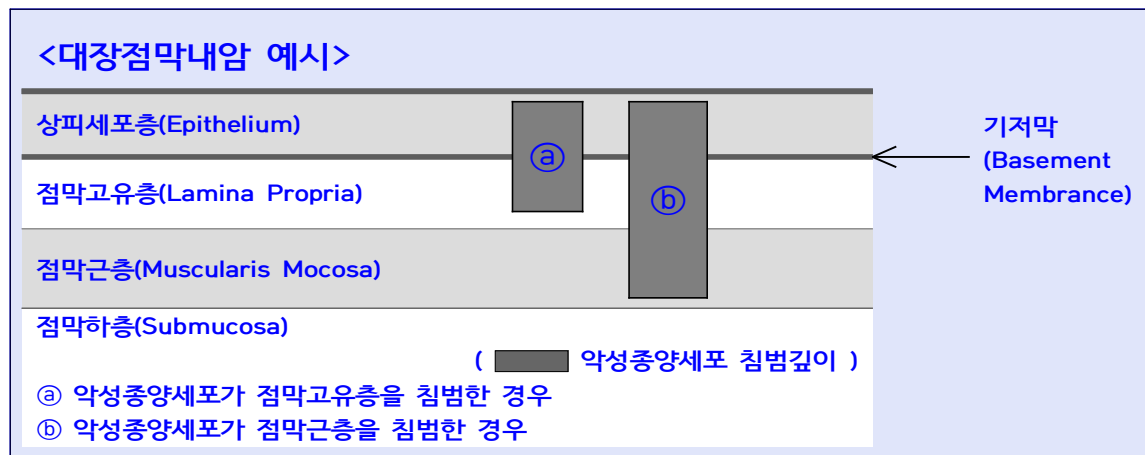 <대장점막내암 예시>
상피세포층(Epithelium)
ⓐ
기저막
(Basement
Membrance)
점막고유층(Lamina Propria)
ⓑ
점막근층(Muscularis Mocosa)
점막하층(Submucosa)
( 악성종양세포 침범깊이 )
ⓐ 악성종양세포가 점막고유층을 침범한 경우
ⓑ 악성종양세포가 점막근층을 침범한 경우